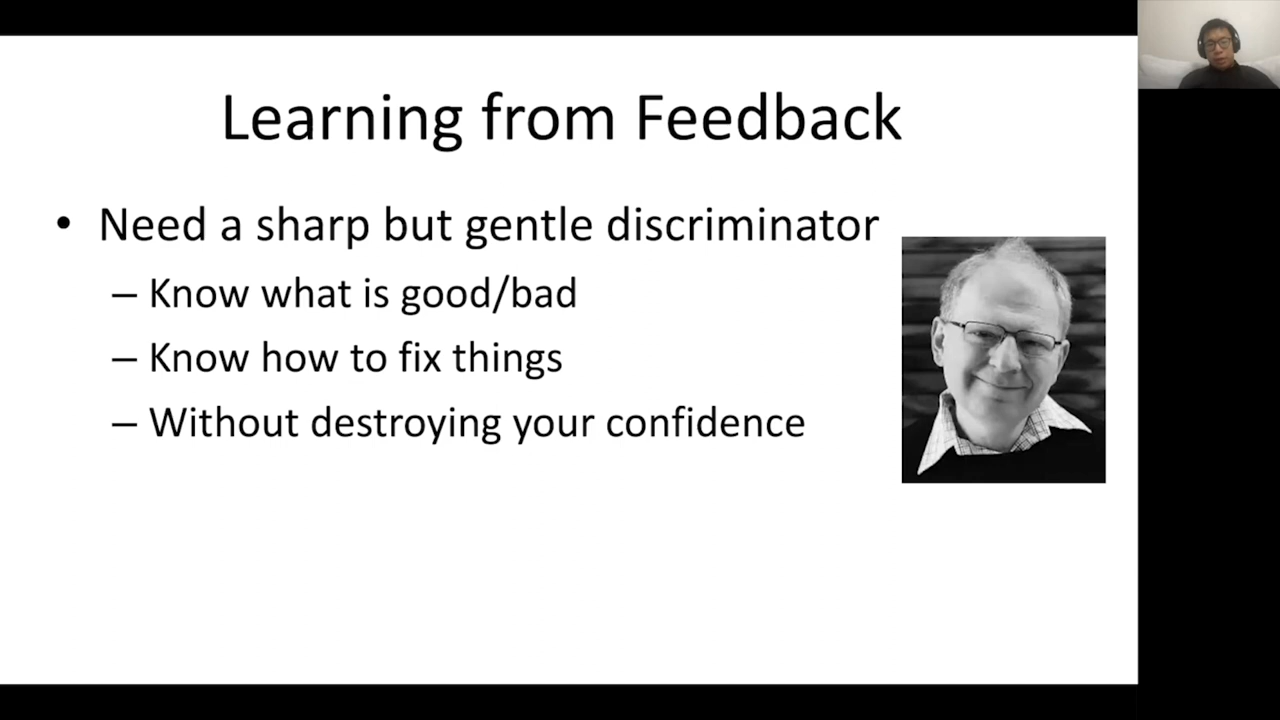 Learning from Feedback
• Need a sharp but gentle discriminator
– Know what is good/bad
– Know how to fix things
– Without destroying your confidence